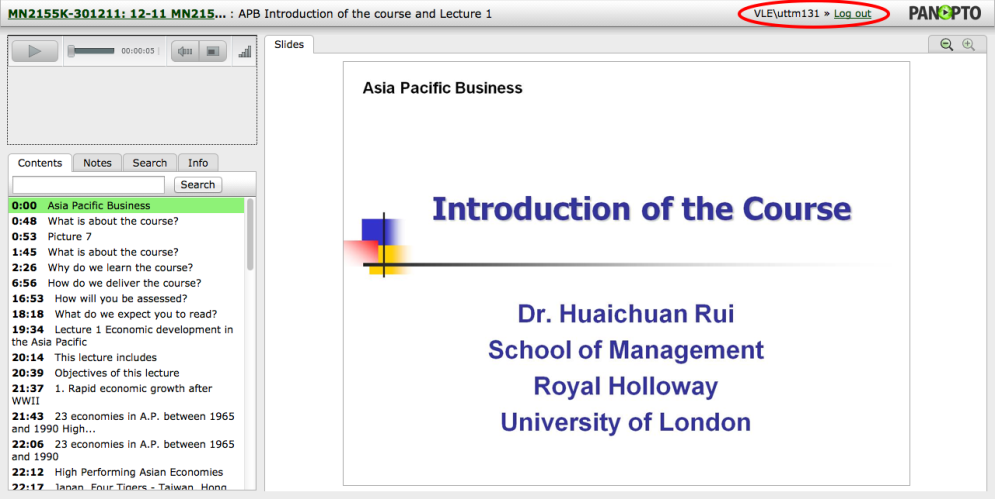 MN2155K-301211: 12-11 MN215... : APB Introduction of the course and Lecture 1
VLE\uttm131 » Log out
PANOPTO
00:00:05
Slides
Contents
Notes
Search
Info
Search
0:00 Asia Pacific Business
0:48 What is about the course?
0:53 Picture 7
1:45 What is about the course?
2:26 Why do we learn the course?
6:56 How do we deliver the course?
16:53 How will you be assessed?
18:18 What do we expect you to read?
19:34 Lecture 1 Economic development in
the Asia Pacific
20:14 This lecture includes
20:39 Objectives of this lecture
21:37 1. Rapid economic growth after
WWII
21:43 23 economies in A.P. between 1965
and 1990 High...
22:06 23 economies in A.P. between 1965
and 1990
22:12 High Performing Asian Economies
22:17 Japan, Four Tigers - Taiwan, Hong
Asia Pacific Business
Introduction of the Course
Dr. Huaichuan Rui
School of Management
Royal Holloway
University of London